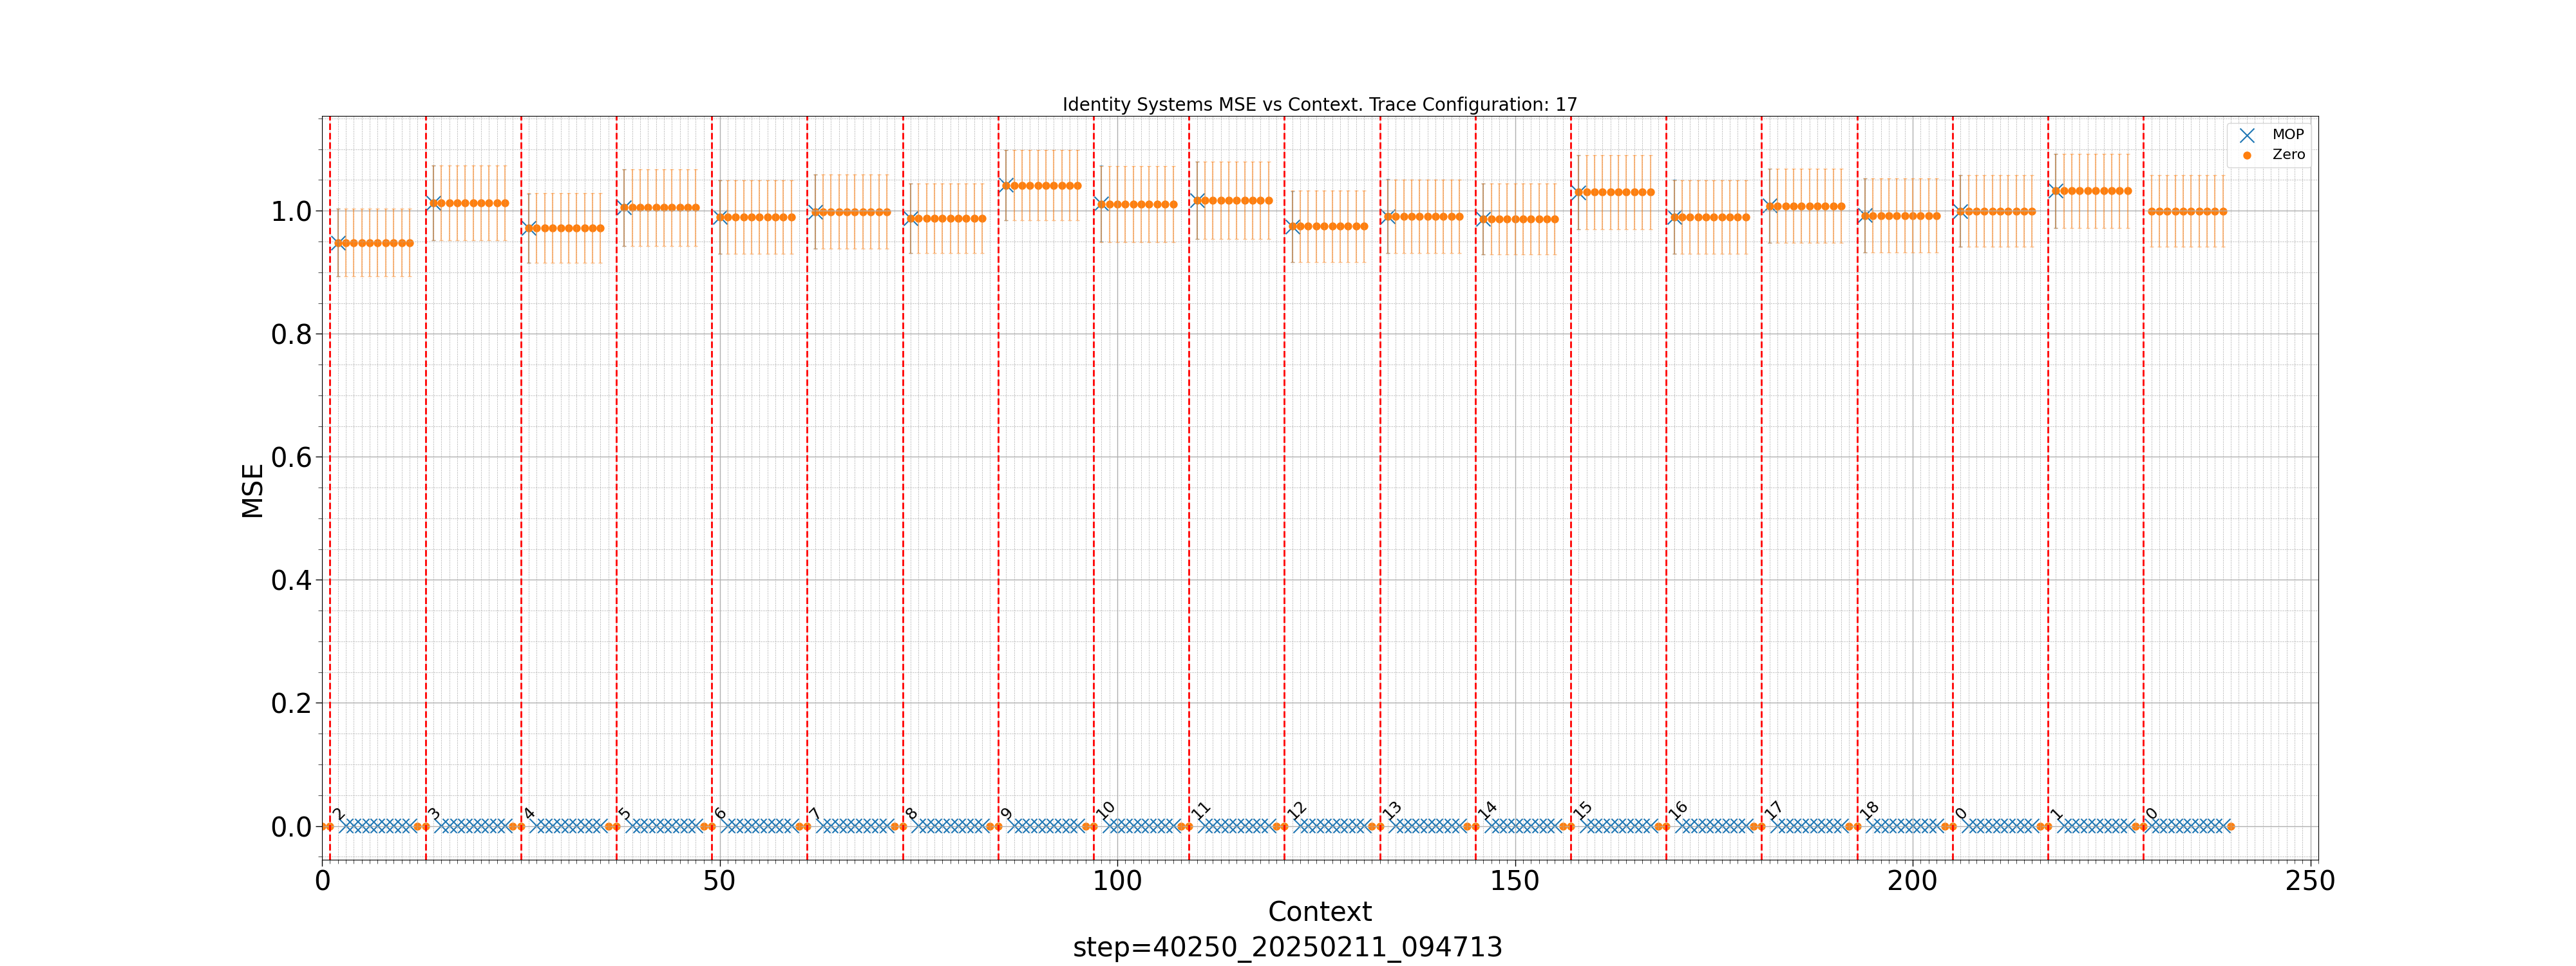 Identity Systems MSE vs Context. Trace Configuration: 17
MOP
Zero
MSE
1.0
0.8
0.6
0.4
0.2
0.0
2 3 4 5 6 7 8 9 10 11 12 13 14 15 16 17 18 0 1 0
0 50 100 150 200 250
Context
step=40250_20250211_094713